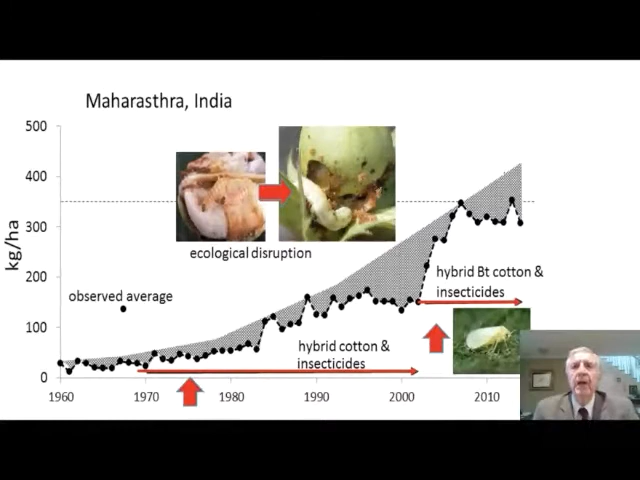 Maharasthra, India
500
400
300
200
100
0
kg/ha
ecological disruption
observed average
hybrid Bt cotton &
insecticides
hybrid cotton &
insecticides
1960
1970
1980
1990
2000
2010